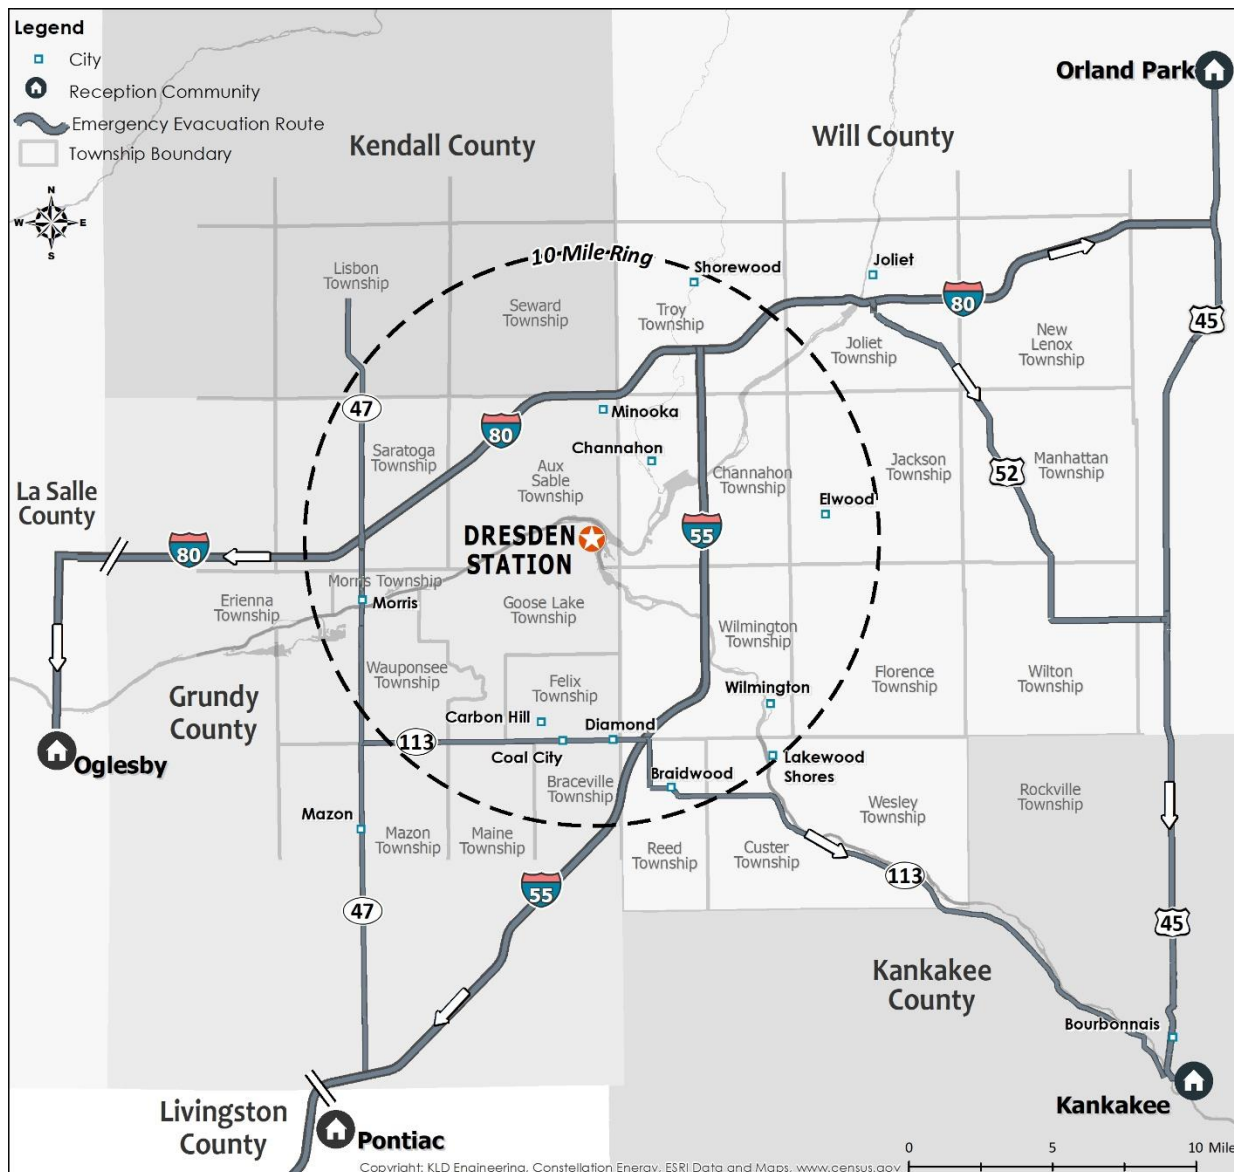 Legend
City
Reception Community
Emergency Evacuation Route
Township Boundary
N
W
E
S
Orland Park
Kendall County
Will County
10 Mile Ring
Lisbon
Township
Seward
Township
Shorewood
Troy
Township
Joliet
80
45
Joliet
Township
New
Lenox
Township
47
Minooka
80
Saratoga
Township
Channahon
Aux
Sable
Township
Channahon
Township
Jackson
Township
Manhattan
Township
52
La Salle
County
Elwood
DRESDEN
STATION
55
80
Morris Township
Erienna
Township
Morris
Goose Lake
Township
Wilmington
Township
Wauponsee
Township
Felix
Township
Florence
Township
Wilton
Township
Grundy
County
Wilmington
Carbon Hill
Diamond
113
Coal City
Oglesby
Lakewood
Shores
Braidwood
Braceville
Township
Wesley
Township
Rockville
Township
Mazon
Mazon
Township
Maine
Township
Reed
Township
Custer
Township
55
113
47
45
Kankakee
County
Bourbonnais
Livingston
County
Pontiac
Kankakee
0
5
10 Mile
Copyright: KLD Engineering, Constellation Energy, ESRI Data and Maps, www.census.gov